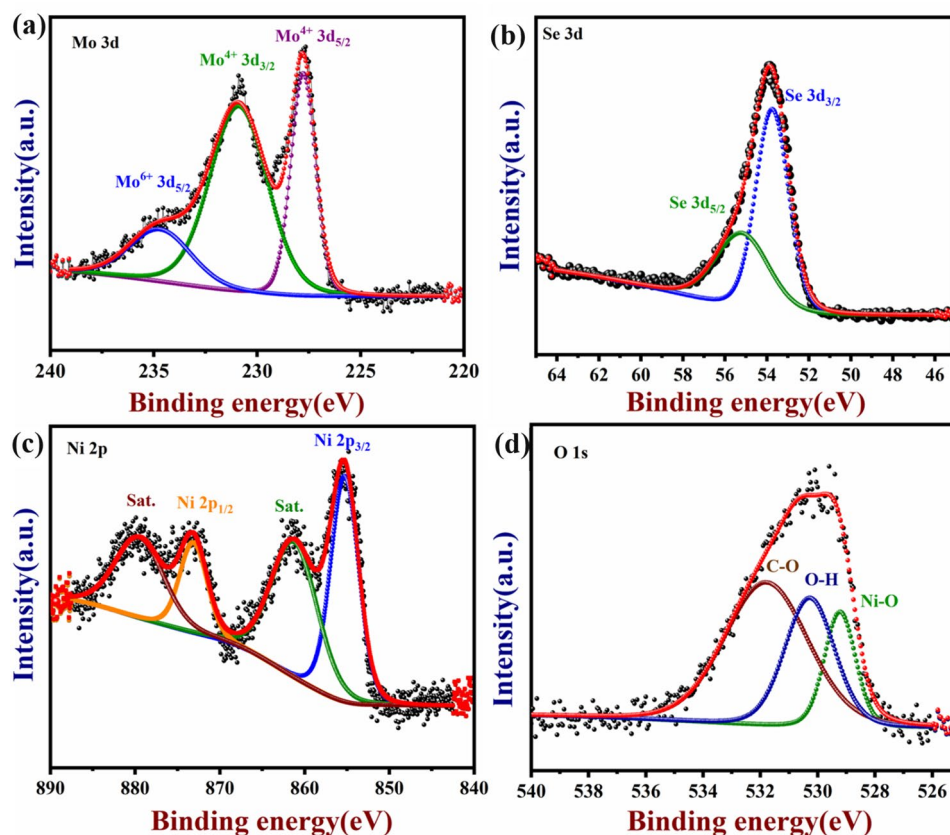 (a)
Mo 3d
Mo⁴⁺ 3d₅/₂
Mo⁴⁺ 3d₃/₂
Mo⁶⁺ 3d₅/₂
Intensity(a.u.)
240 235 230 225 220
Binding energy(eV)
(b)
Se 3d
Se 3d₃/₂
Se 3d₅/₂
Intensity(a.u.)
64 62 60 58 56 54 52 50 48 46
Binding energy(eV)
(c)
Ni 2p
Ni 2p₃/₂
Sat.
Ni 2p₁/₂
Sat.
Intensity(a.u.)
890 880 870 860 850 840
Binding energy(eV)
(d)
O 1s
C-O
O-H
Ni-O
Intensity(a.u.)
540 538 536 534 532 530 528 526
Binding energy(eV)